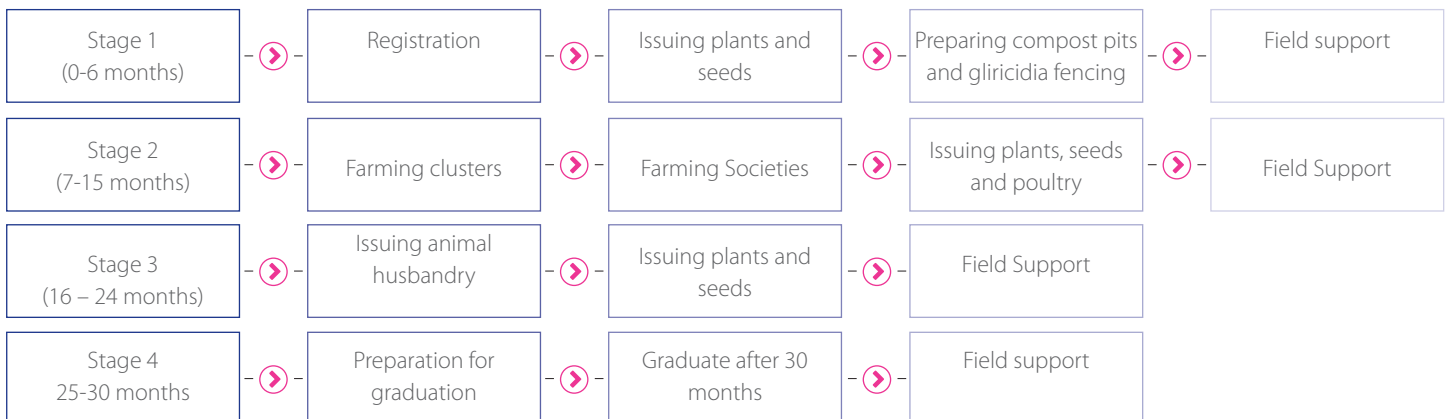 Stage 1
(0-6 months)
Registration
Issuing plants and
seeds
Preparing compost pits
and gliricidia fencing
Field support
Stage 2
(7-15 months)
Farming clusters
Farming Societies
Issuing plants, seeds
and poultry
Field Support
Stage 3
(16 – 24 months)
Issuing animal
husbandry
Issuing plants and
seeds
Field Support
Stage 4
25-30 months
Preparation for
graduation
Graduate after 30
months
Field support